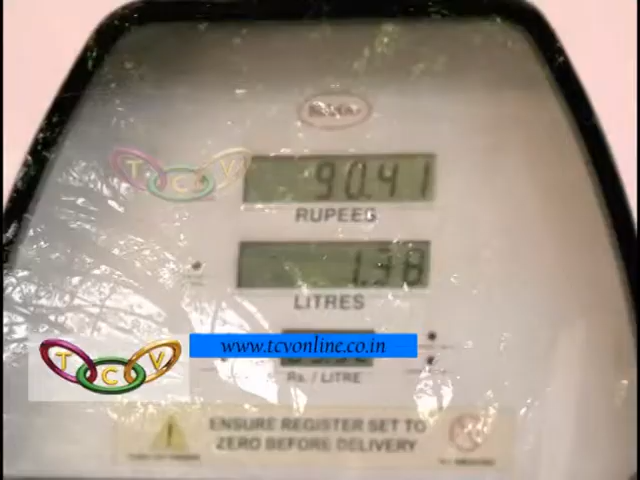 TCV
90.41
RUPEES
1.38
LITRES
www.tcvonline.co.in
TCV
Rs. / LITRE
ENSURE REGISTER SET TO
ZERO BEFORE DELIVERY